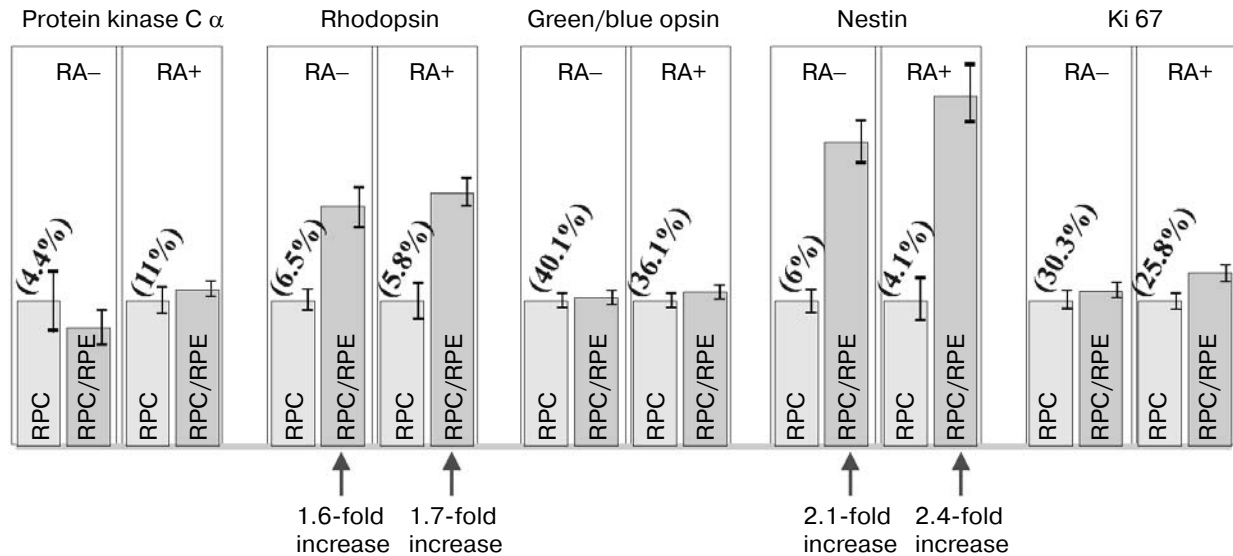 Protein kinase C α Rhodopsin Green/blue opsin Nestin Ki 67
RA– RA+ RA– RA+ RA– RA+ RA– RA+ RA– RA+
(4.4%) (11%) (6.5%) (5.8%) (40.1%) (36.1%) (6%) (4.1%) (30.3%) (25.8%)
RPC RPC/RPE RPC RPC/RPE RPC RPC/RPE RPC RPC/RPE RPC RPC/RPE RPC RPC/RPE RPC RPC/RPE RPC RPC/RPE RPC RPC/RPE RPC RPC/RPE
1.6-fold 1.7-fold 2.1-fold 2.4-fold
increase increase increase increase